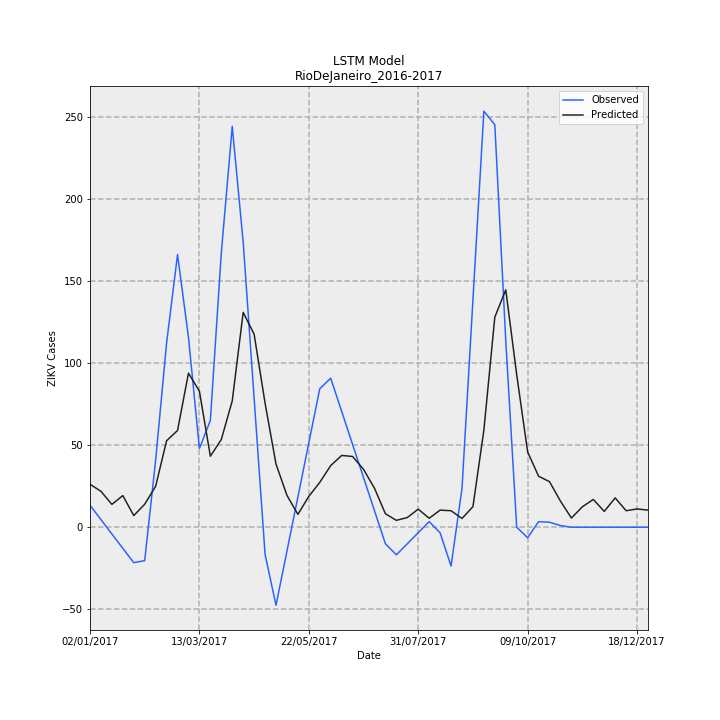 LSTM Model
RioDeJaneiro_2016-2017
Observed
Predicted
250
200
150
100
50
0
−50
ZIKV Cases
02/01/2017 13/03/2017 22/05/2017 31/07/2017 09/10/2017 18/12/2017
Date